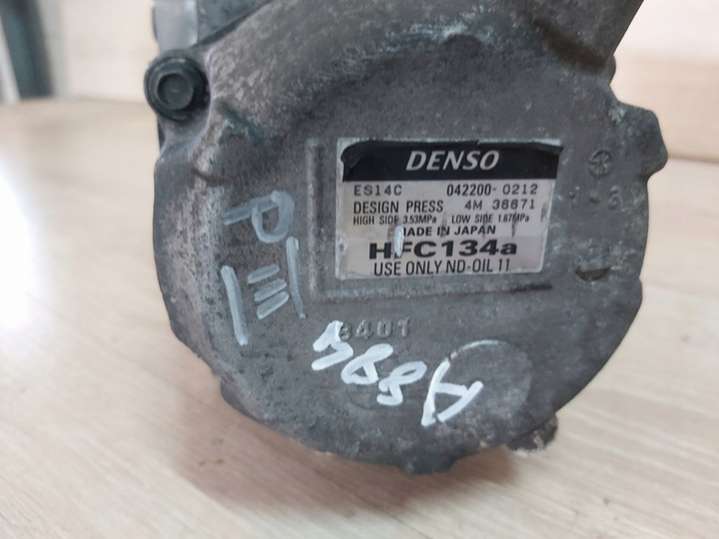 DENSO
ES14C 042200-0212
DESIGN PRESS 4M 38871
HIGH SIDE 3.53MPa LOW SIDE 1.67MPa
MADE IN JAPAN
HFC134a
USE ONLY ND-OIL 11